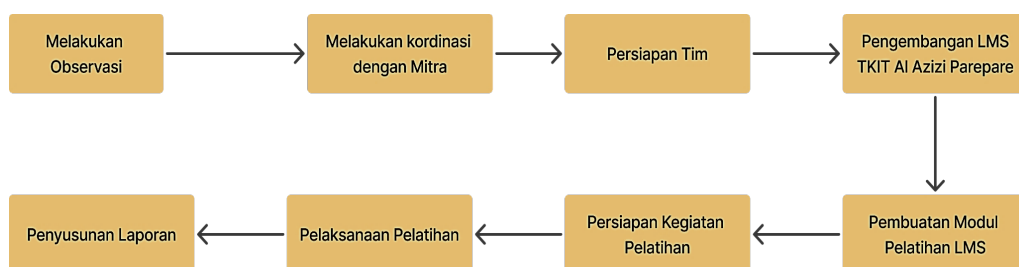 Melakukan
Observasi
Melakukan kordinasi
dengan Mitra
Persiapan Tim
Pengembangan LMS
TKIT Al Azizi Parepare
Pembuatan Modul
Pelatihan LMS
Persiapan Kegiatan
Pelatihan
Pelaksanaan Pelatihan
Penyusunan Laporan